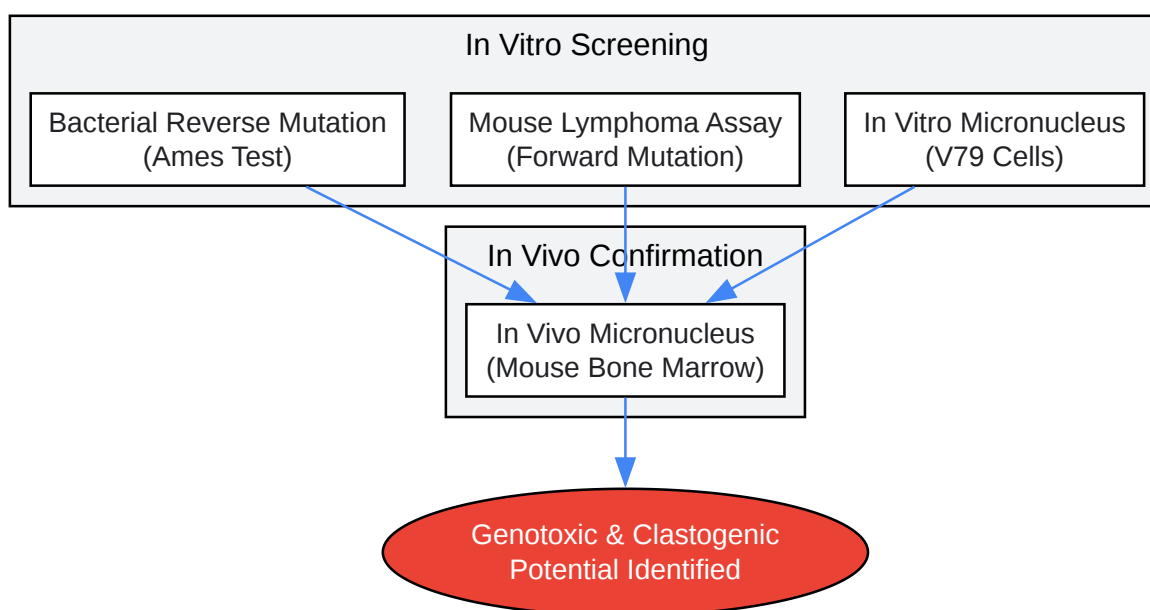 In Vitro Screening
Bacterial Reverse Mutation
(Ames Test)
Mouse Lymphoma Assay
(Forward Mutation)
In Vitro Micronucleus
(V79 Cells)
In Vivo Confirmation
In Vivo Micronucleus
(Mouse Bone Marrow)
Genotoxic & Clastogenic
Potential Identified